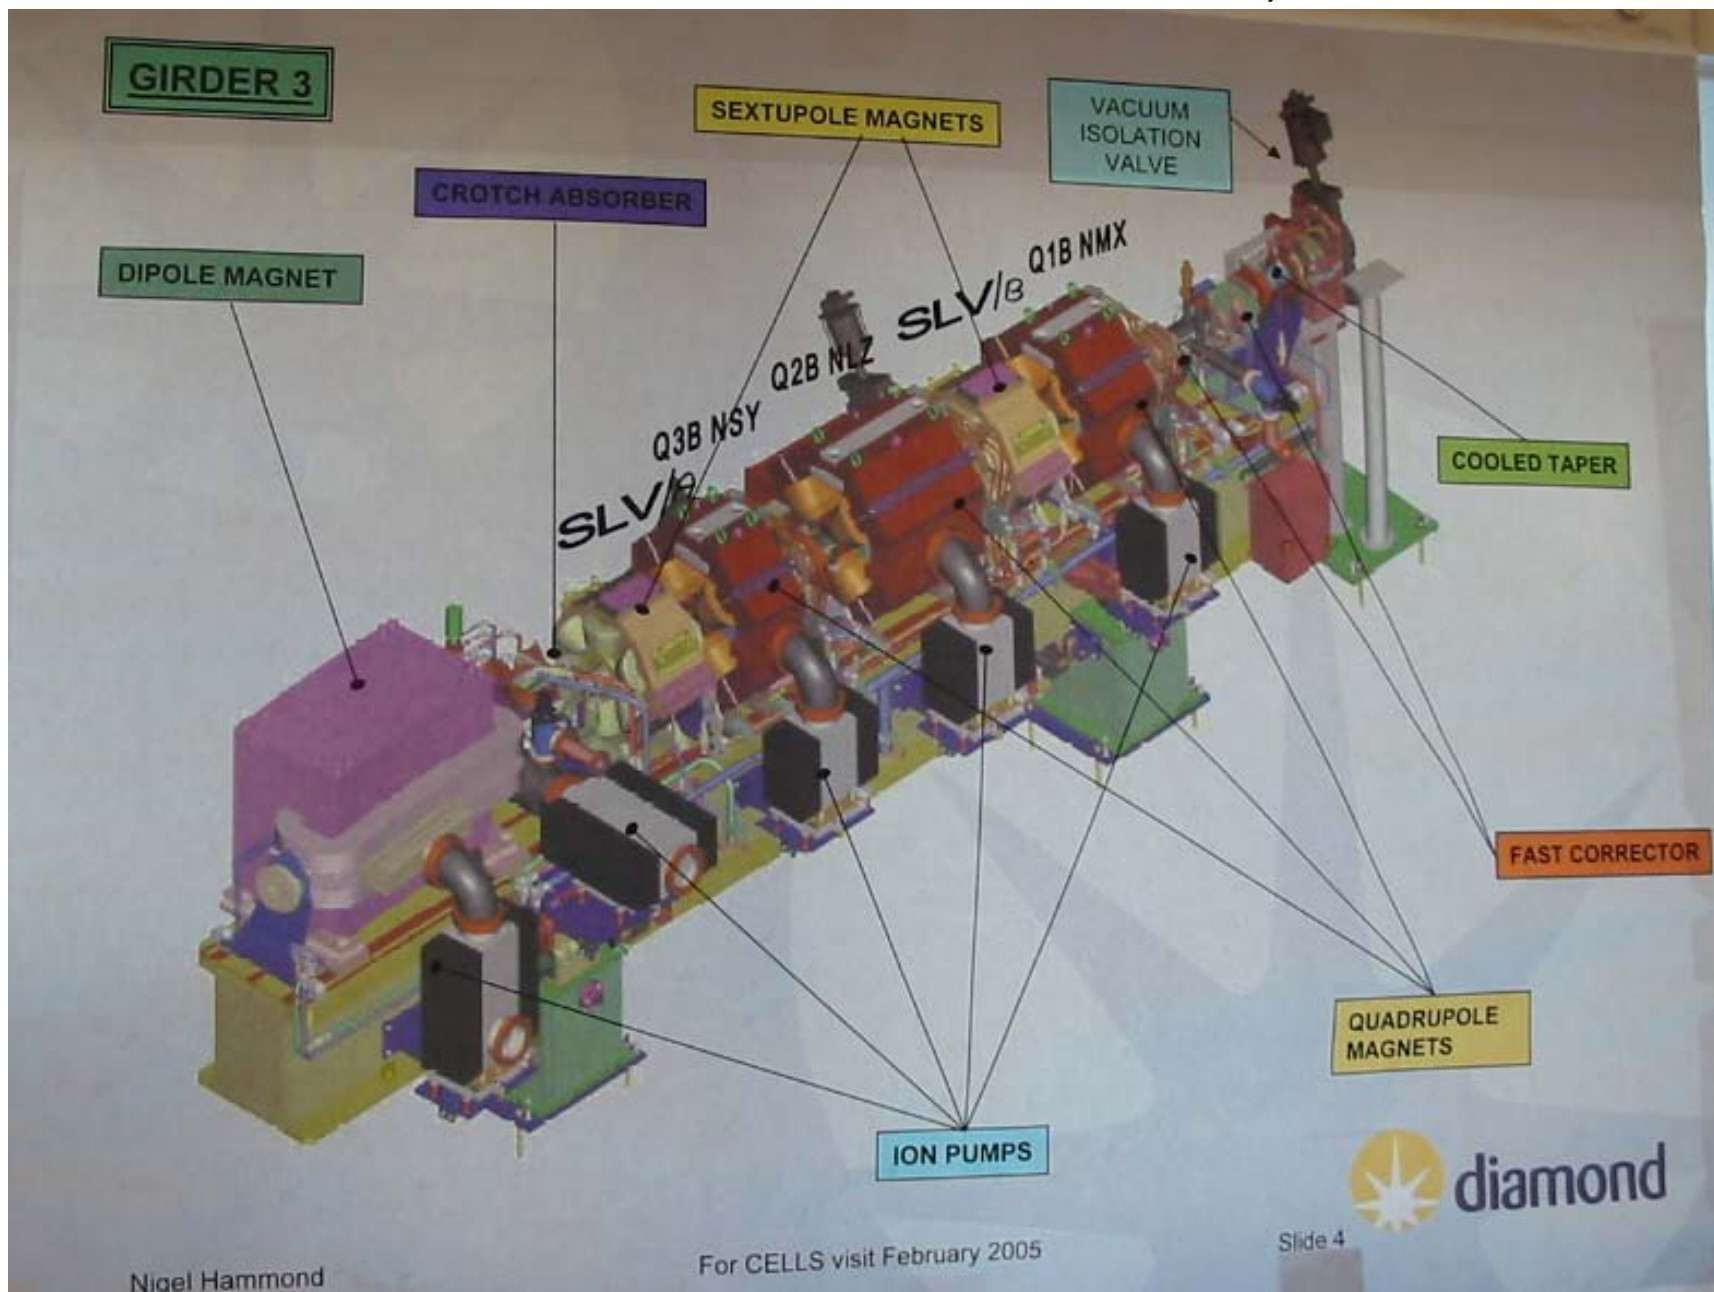 GIRDER 3
SEXTUPOLE MAGNETS
VACUUM
ISOLATION
VALVE
CROTCH ABSORBER
DIPOLE MAGNET
Q1B NMX
SLV/B
Q2B NLZ
Q3B NSY
SLV/A
COOLED TAPER
FAST CORRECTOR
QUADRUPOLE
MAGNETS
ION PUMPS
diamond
Slide 4
For CELLS visit February 2005
Nigel Hammond